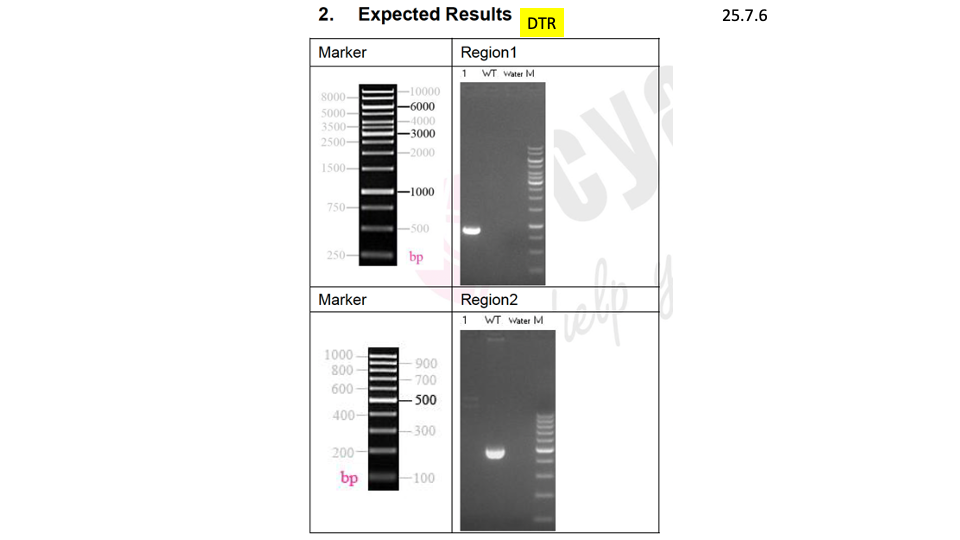 2. Expected Results DTR 25.7.6
Marker Region1
1 WT Water M
8000 10000
5000 6000
3500 4000
2500 3000
1500 2000
750 1000
250 500
bp
Marker Region2
1 WT Water M
1000 900
800 700
600 500
400 300
200 100
bp
cya
help y